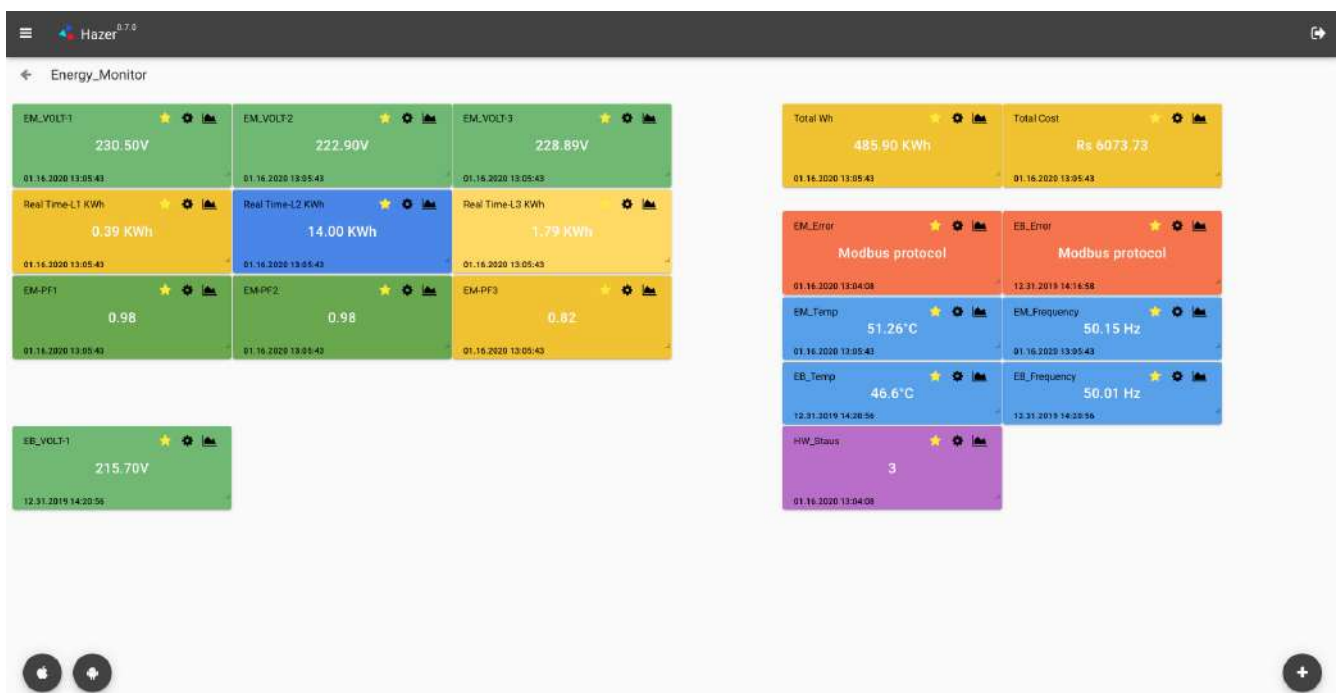 Hazer 0.7.0
Energy_Monitor
EM_VOLT-1
230.50V
01.16.2020 13:05:43
EM_VOLT-2
222.90V
01.16.2020 13:05:43
EM_VOLT-3
228.89V
01.16.2020 13:05:43
Real Time-L1 KWh
0.39 KWh
01.16.2020 13:05:43
Real Time-L2 KWh
14.00 KWh
01.16.2020 13:05:43
Real Time-L3 KWh
1.79 KWh
01.16.2020 13:05:43
EM-PF1
0.98
01.16.2020 13:05:43
EM-PF2
0.98
01.16.2020 13:05:43
EM-PF3
0.82
01.16.2020 13:05:43
EB_VOLT-1
215.70V
12.31.2019 14:20:56
Total Wh
485.90 KWh
01.16.2020 13:05:43
Total Cost
Rs 6073.73
01.16.2020 13:05:43
EM_Error
Modbus protocol
01.16.2020 13:04:08
EB_Error
Modbus protocol
12.31.2019 14:16:58
EM_Temp
51.26°C
01.16.2020 13:05:43
EM_Frequency
50.15 Hz
01.16.2020 13:05:43
EB_Temp
46.6°C
12.31.2019 14:20:56
EB_Frequency
50.01 Hz
12.31.2019 14:20:56
HW_Staus
3
01.16.2020 13:04:08